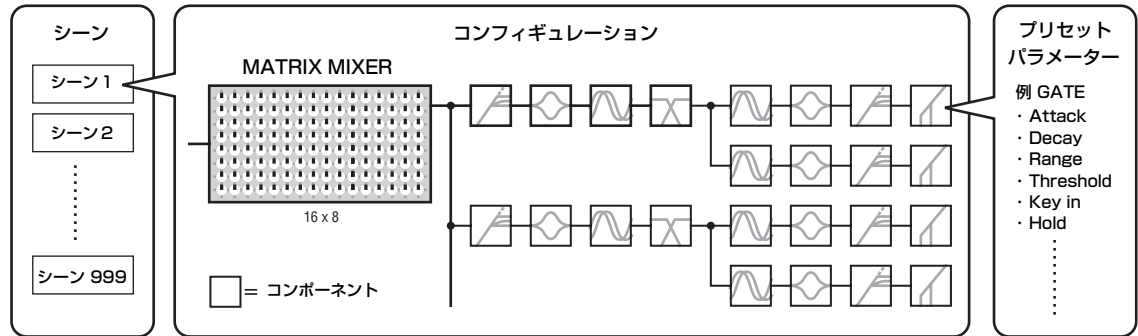 シーン
シーン 1
シーン 2
シーン 999
コンフィギュレーション
MATRIX MIXER
16 x 8
= コンポーネント
プリセット
パラメーター
例 GATE
・Attack
・Decay
・Range
・Threshold
・Key in
・Hold